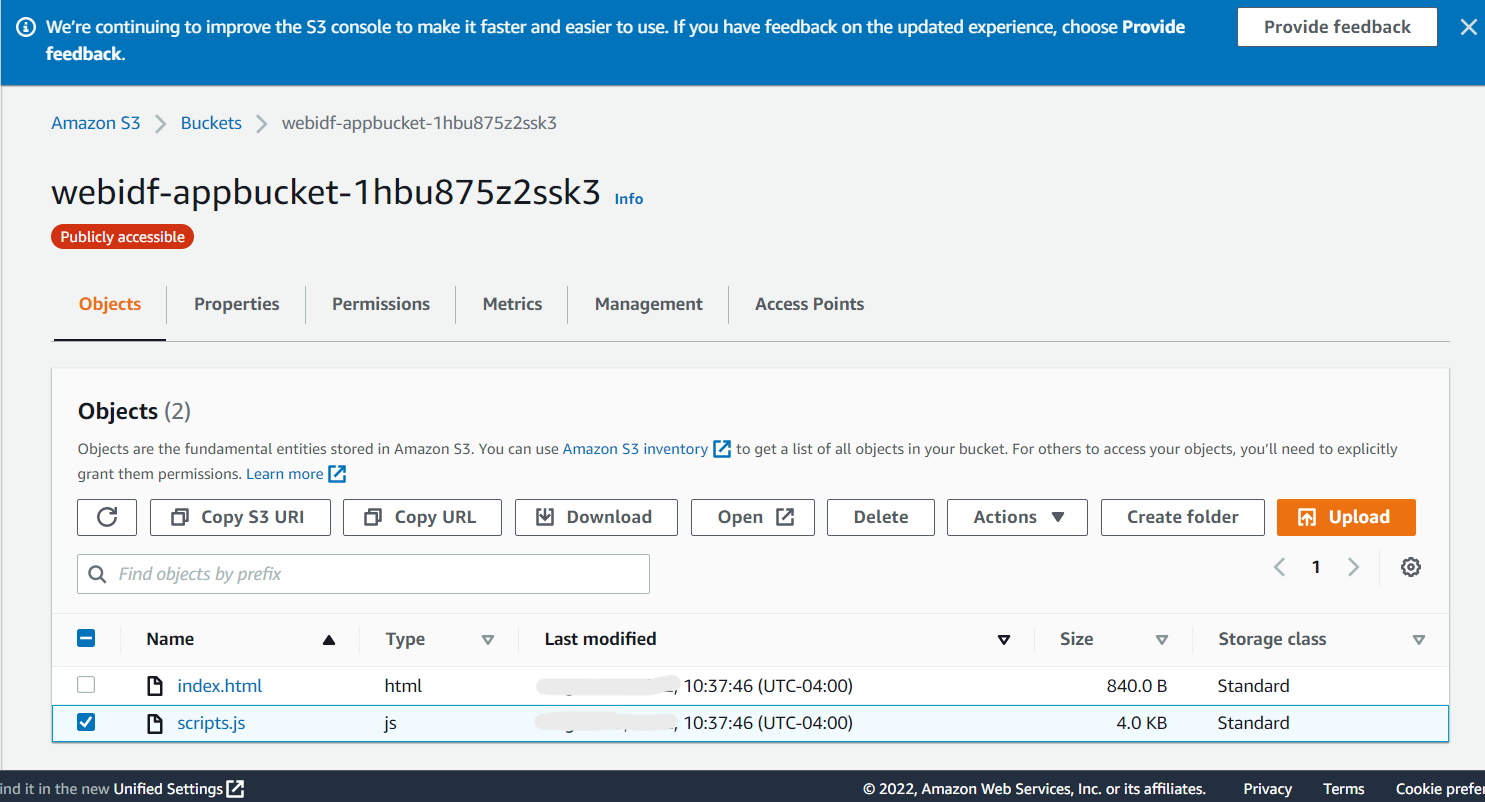 We're continuing to improve the S3 console to make it faster and easier to use. If you have feedback on the updated experience, choose Provide
feedback.
Provide feedback
Amazon S3 Buckets webidf-appbucket-1hbu875z2ssk3
webidf-appbucket-1hbu875z2ssk3 Info
Publicly accessible
Objects Properties Permissions Metrics Management Access Points
Objects (2)
Objects are the fundamental entities stored in Amazon S3. You can use Amazon S3 inventory to get a list of all objects in your bucket. For others to access your objects, you'll need to explicitly
grant them permissions. Learn more
Copy S3 URI Copy URL Download Open Delete Actions Create folder Upload
Find objects by prefix
1
Name Type Last modified Size Storage class
index.html html , 10:37:46 (UTC-04:00) 840.0 B Standard
scripts.js js , 10:37:46 (UTC-04:00) 4.0 KB Standard
ind it in the new Unified Settings © 2022, Amazon Web Services, Inc. or its affiliates. Privacy Terms Cookie prefer